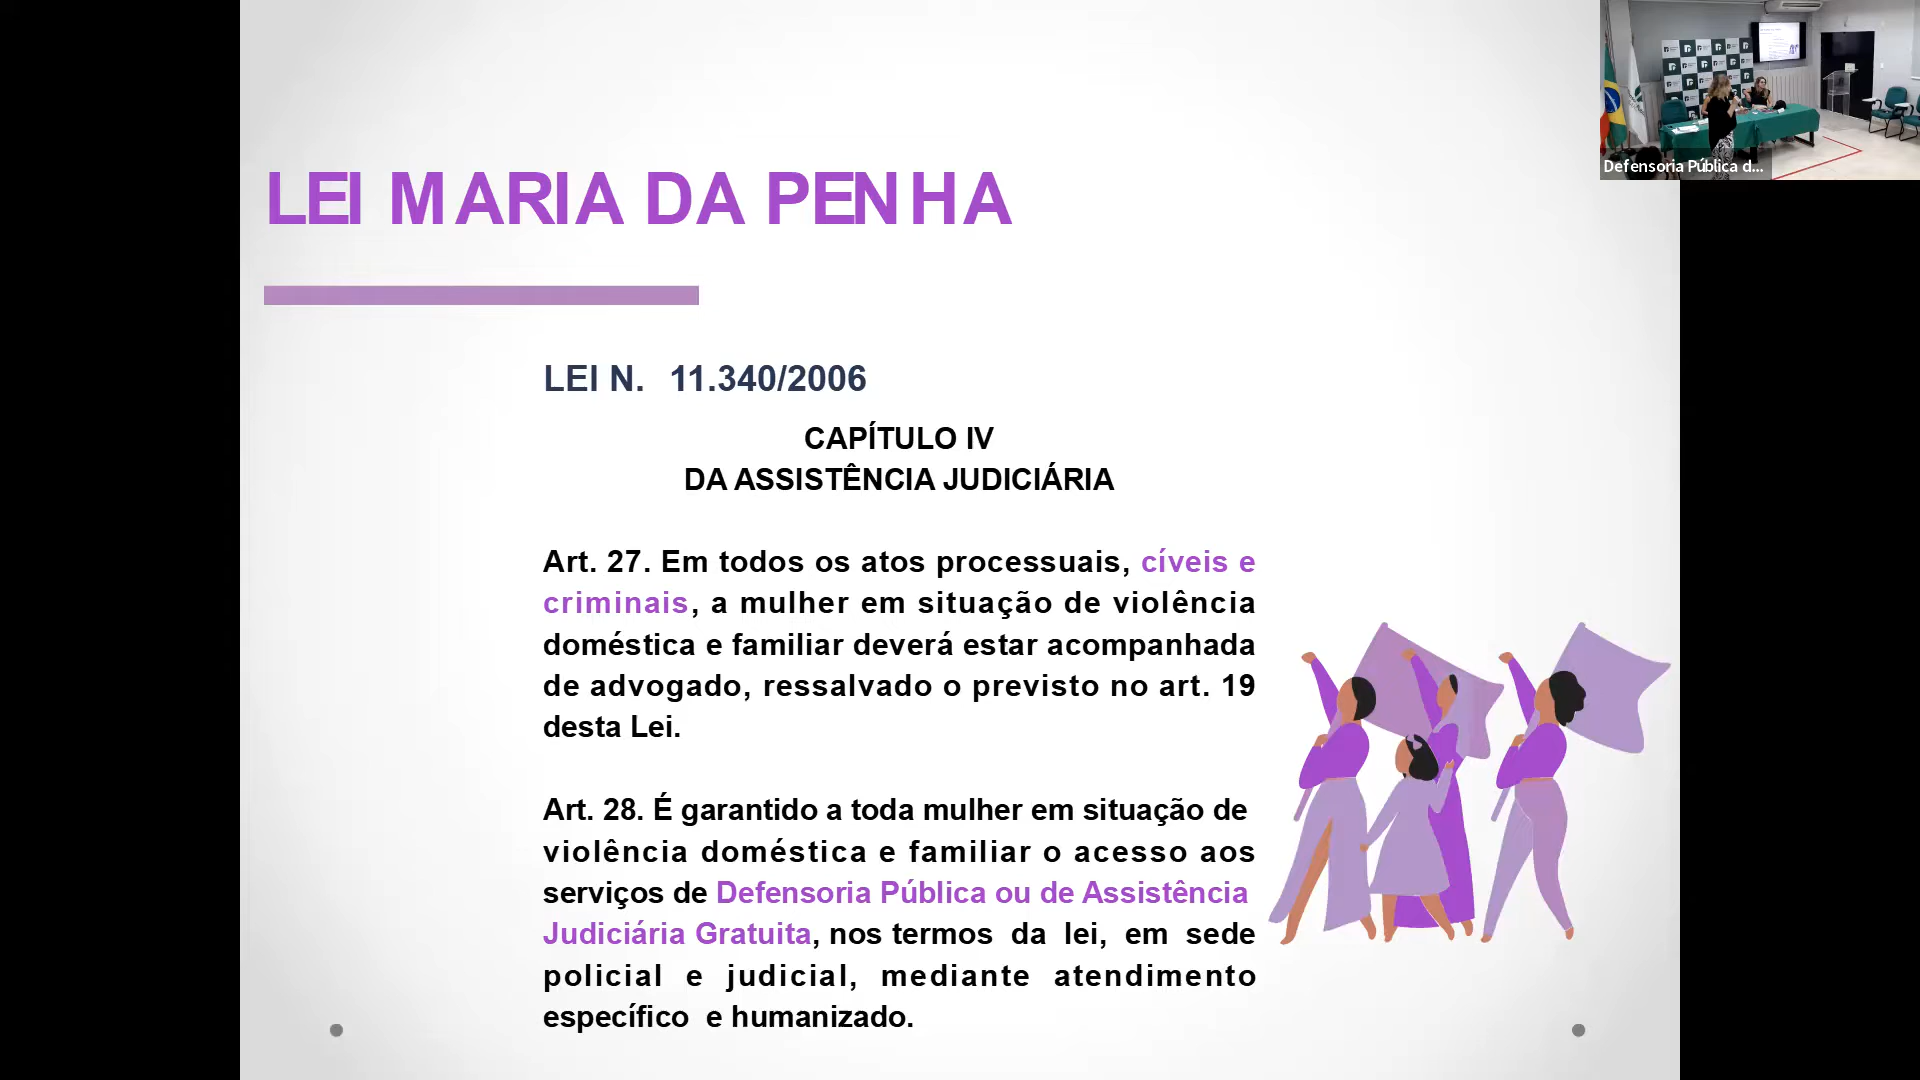 Defensoria Pública d...
LEI MARIA DA PENHA
LEI N. 11.340/2006
CAPÍTULO IV
DA ASSISTÊNCIA JUDICIÁRIA
Art. 27. Em todos os atos processuais, cíveis e
criminais, a mulher em situação de violência
doméstica e familiar deverá estar acompanhada
de advogado, ressalvado o previsto no art. 19
desta Lei.
Art. 28. É garantido a toda mulher em situação de
violência doméstica e familiar o acesso aos
serviços de Defensoria Pública ou de Assistência
Judiciária Gratuita, nos termos da lei, em sede
policial e judicial, mediante atendimento
específico e humanizado.